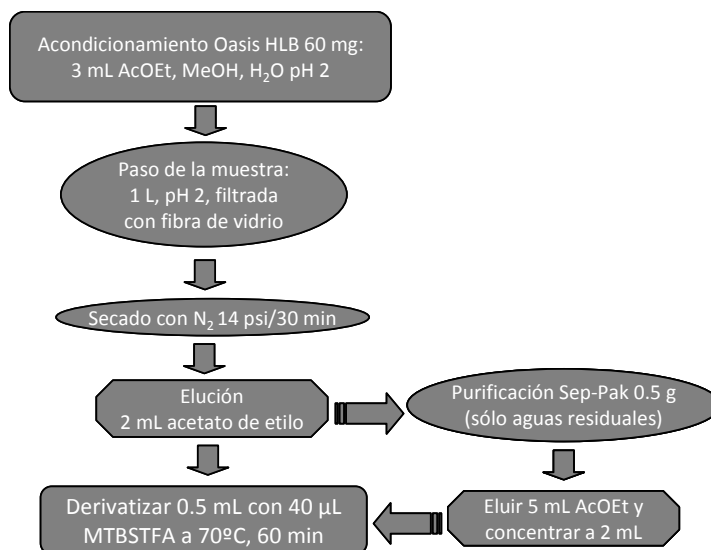 Acondicionamiento Oasis HLB 60 mg:
3 mL AcOEt, MeOH, H₂O pH 2
Paso de la muestra:
1 L, pH 2, filtrada
con fibra de vidrio
Secado con N₂ 14 psi/30 min
Elución
2 mL acetato de etilo
Purificación Sep-Pak 0.5 g
(sólo aguas residuales)
Eluir 5 mL AcOEt y
concentrar a 2 mL
Derivatizar 0.5 mL con 40 µL
MTBSTFA a 70ºC, 60 min